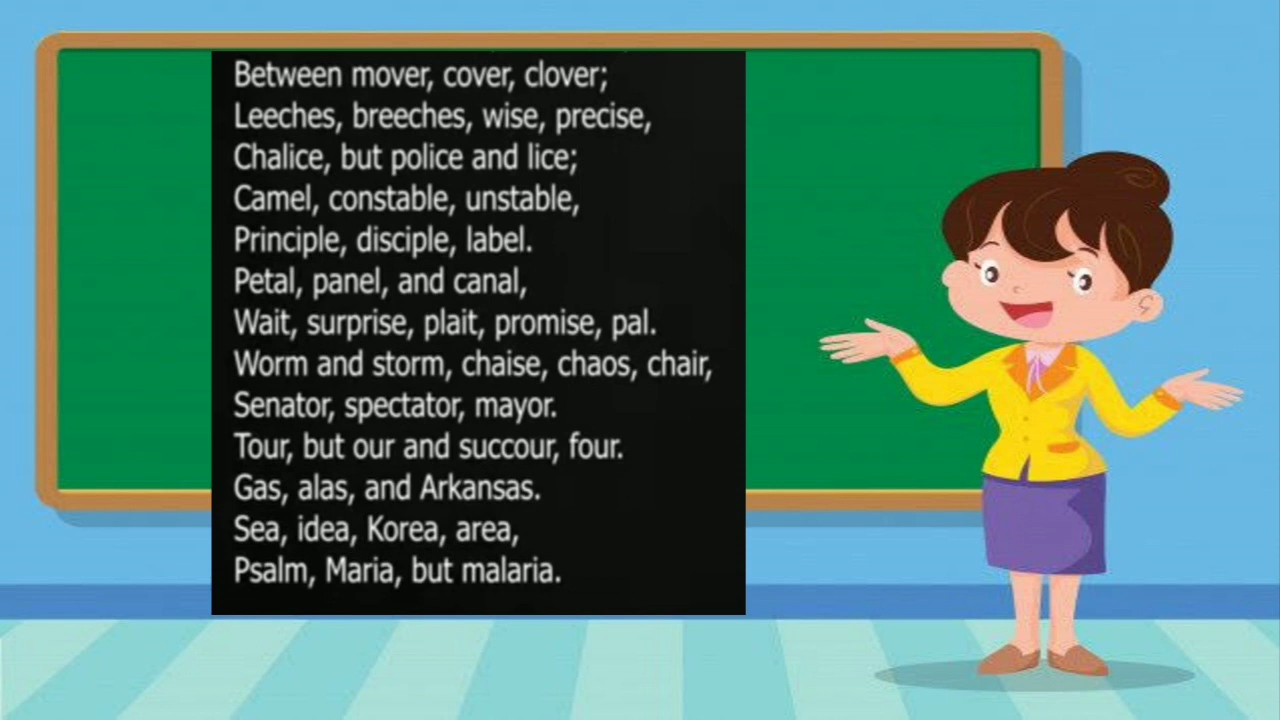 Between mover, cover, clover;
Leeches, breeches, wise, precise,
Chalice, but police and lice;
Camel, constable, unstable,
Principle, disciple, label.
Petal, panel, and canal,
Wait, surprise, plait, promise, pal.
Worm and storm, chaise, chaos, chair,
Senator, spectator, mayor.
Tour, but our and succour, four.
Gas, alas, and Arkansas.
Sea, idea, Korea, area,
Psalm, Maria, but malaria.